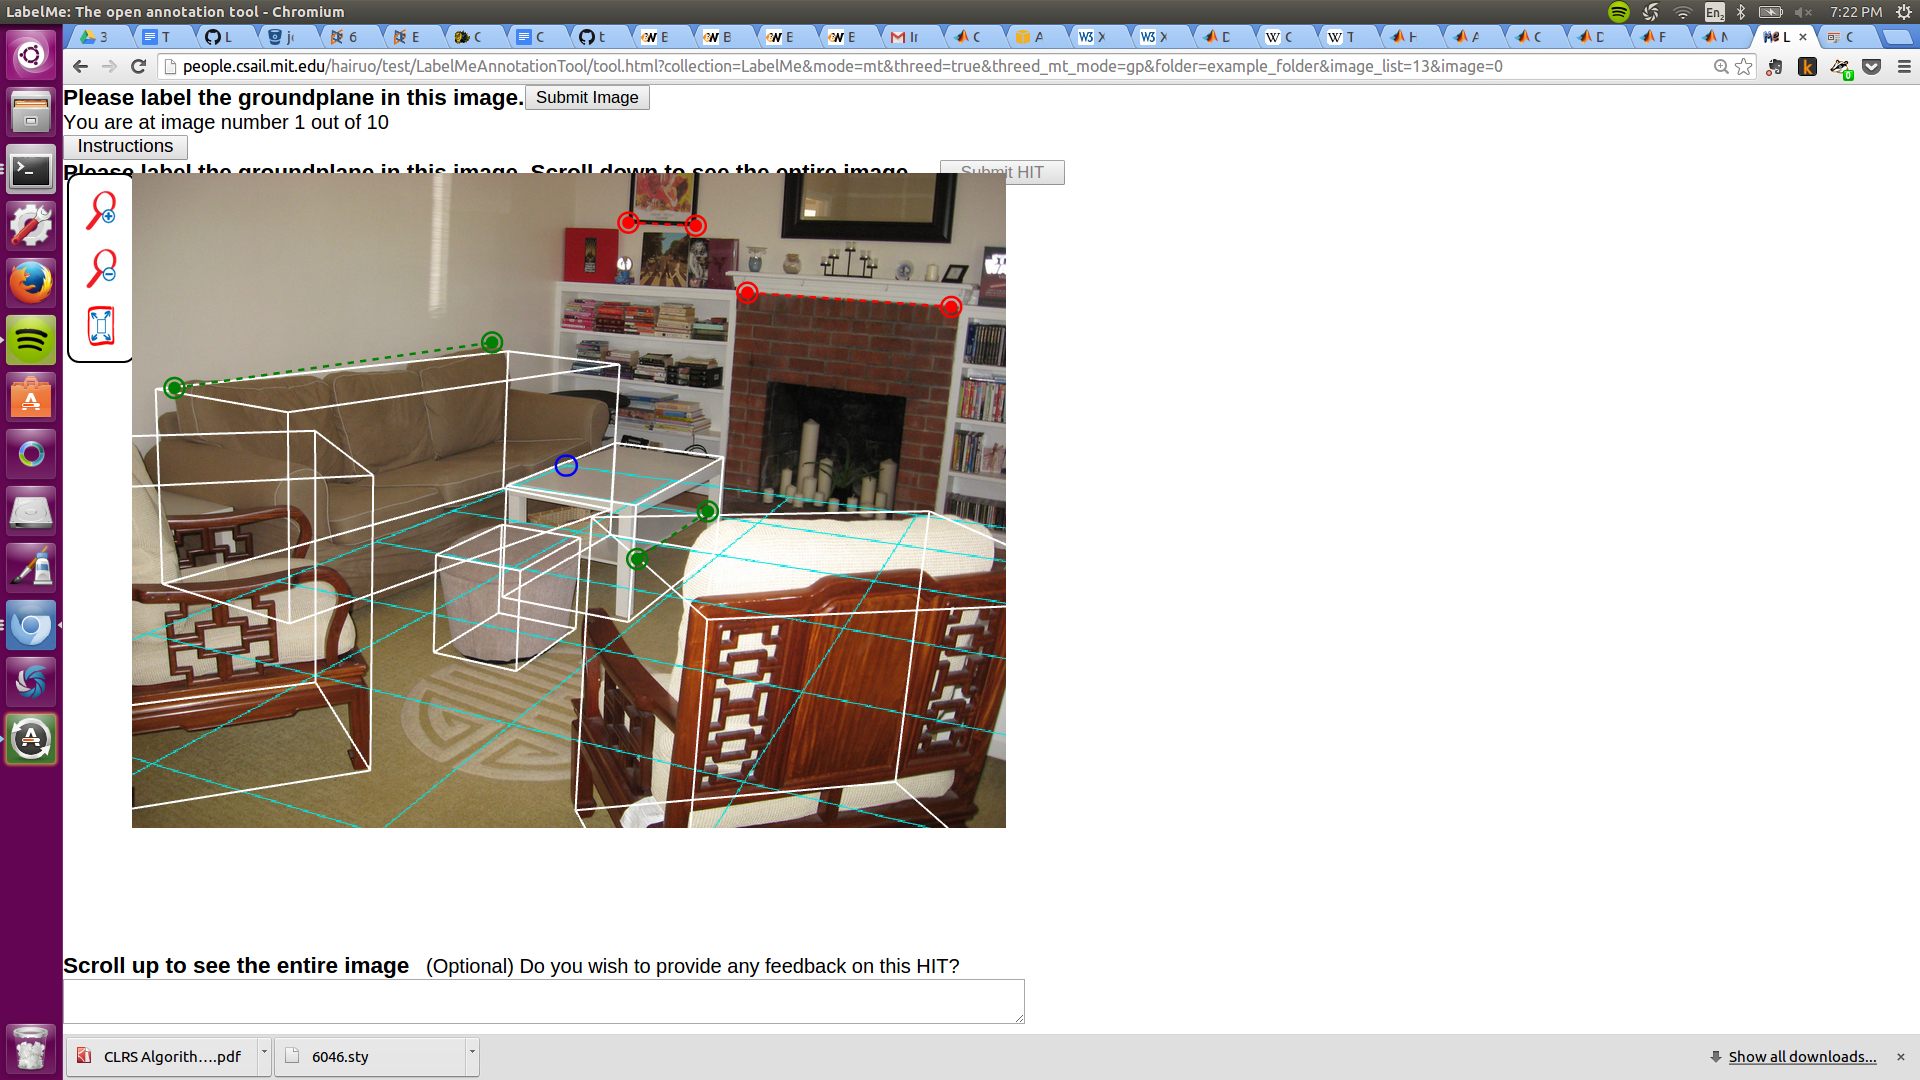 LabelMe: The open annotation tool - Chromium
En2
7:22 PM
3
T
L
6
E
C
C
t
E
B
E
E
C
A
X
X
D
C
T
H
A
C
D
F
L
C
people.csail.mit.edu/hairuo/test/LabelMeAnnotationTool/tool.html?collection=LabelMe&mode=mt&threed=true&threed_mt_mode=gp&folder=example_folder&image_list=13&image=0
Please label the groundplane in this image. Submit Image
You are at image number 1 out of 10
Instructions
Please label the groundplane in this image. Scroll down to see the entire image. Submit HIT
Scroll up to see the entire image (Optional) Do you wish to provide any feedback on this HIT?
CLRS Algorith....pdf
6046.sty
Show all downloads...